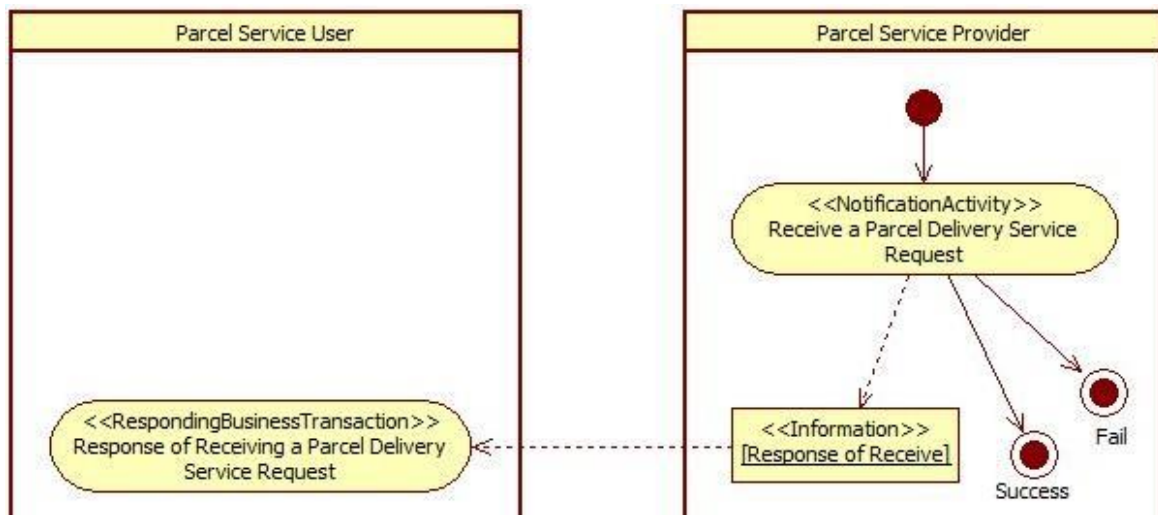 Parcel Service User
Parcel Service Provider
<<NotificationActivity>>
Receive a Parcel Delivery Service
Request
<<RespondingBusinessTransaction>>
Response of Receiving a Parcel Delivery
Service Request
<<Information>>
[Response of Receive]
Fail
Success